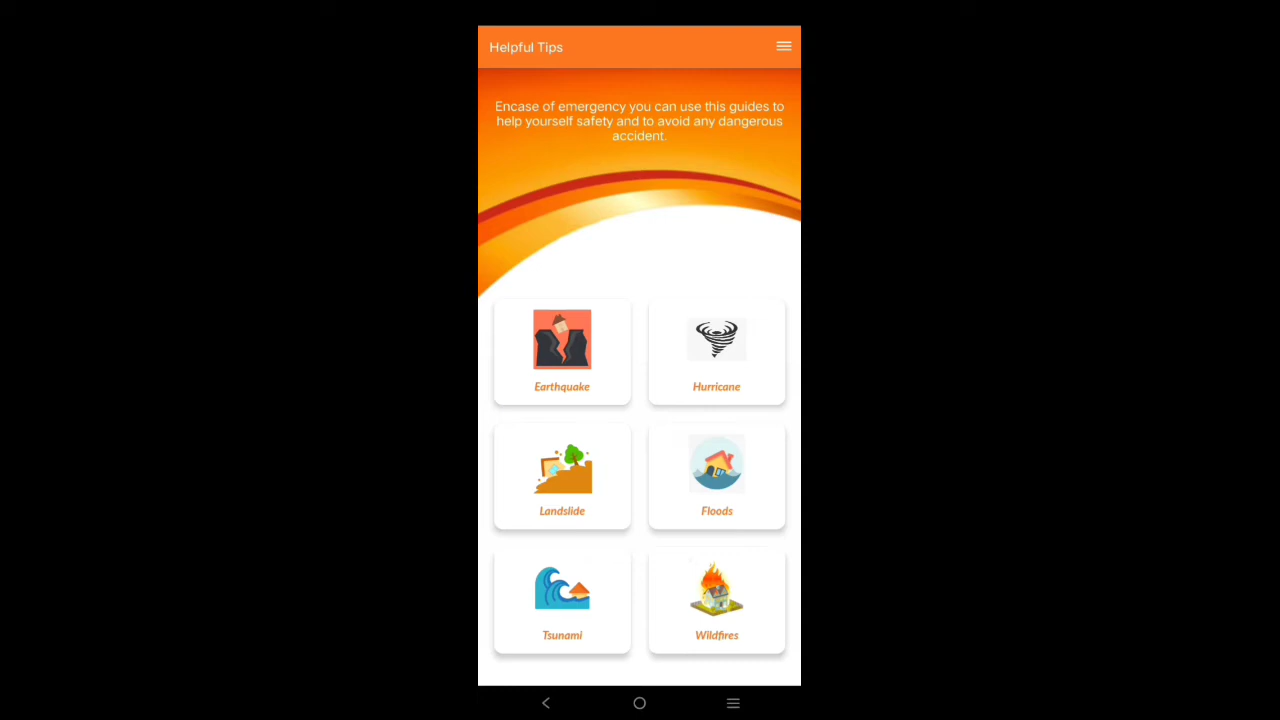 Helpful Tips
Encase of emergency you can use this guides to
help yourself safety and to avoid any dangerous
accident.
Earthquake
Hurricane
Landslide
Floods
Tsunami
Wildfires